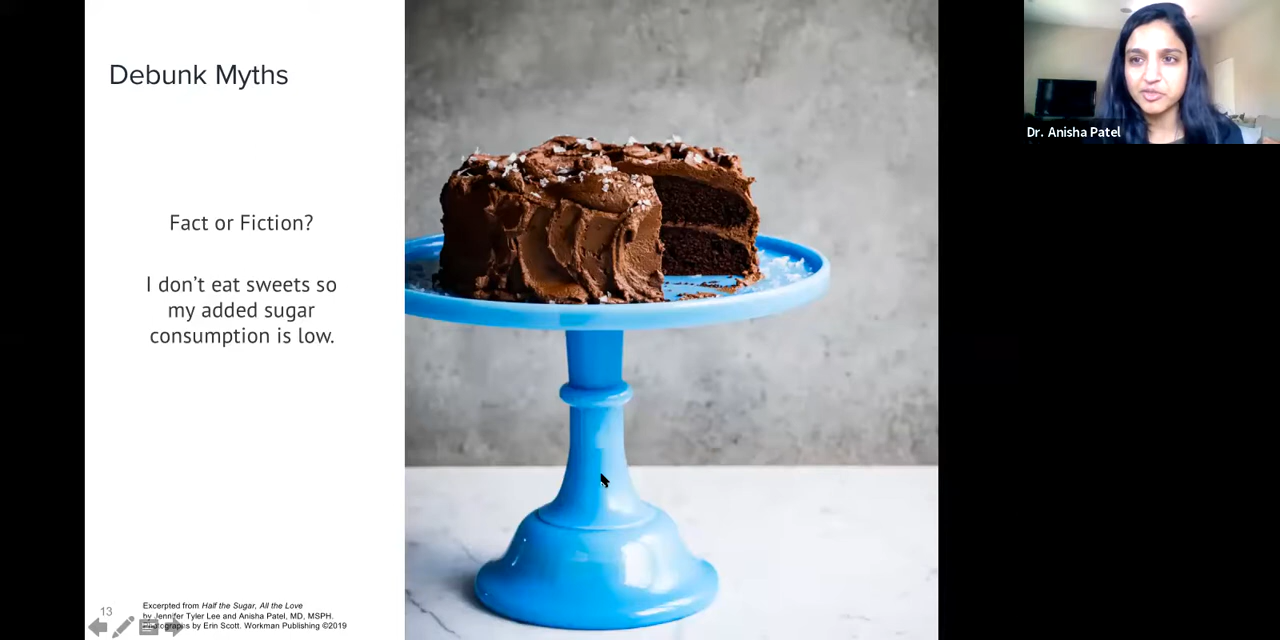 Debunk Myths
Fact or Fiction?
I don’t eat sweets so
my added sugar
consumption is low.
Dr. Anisha Patel
13
Excerpted from Half the Sugar, All the Love
by Jennifer Tyler Lee and Anisha Patel, MD, MSPH.
Photographs by Erin Scott. Workman Publishing ©2019